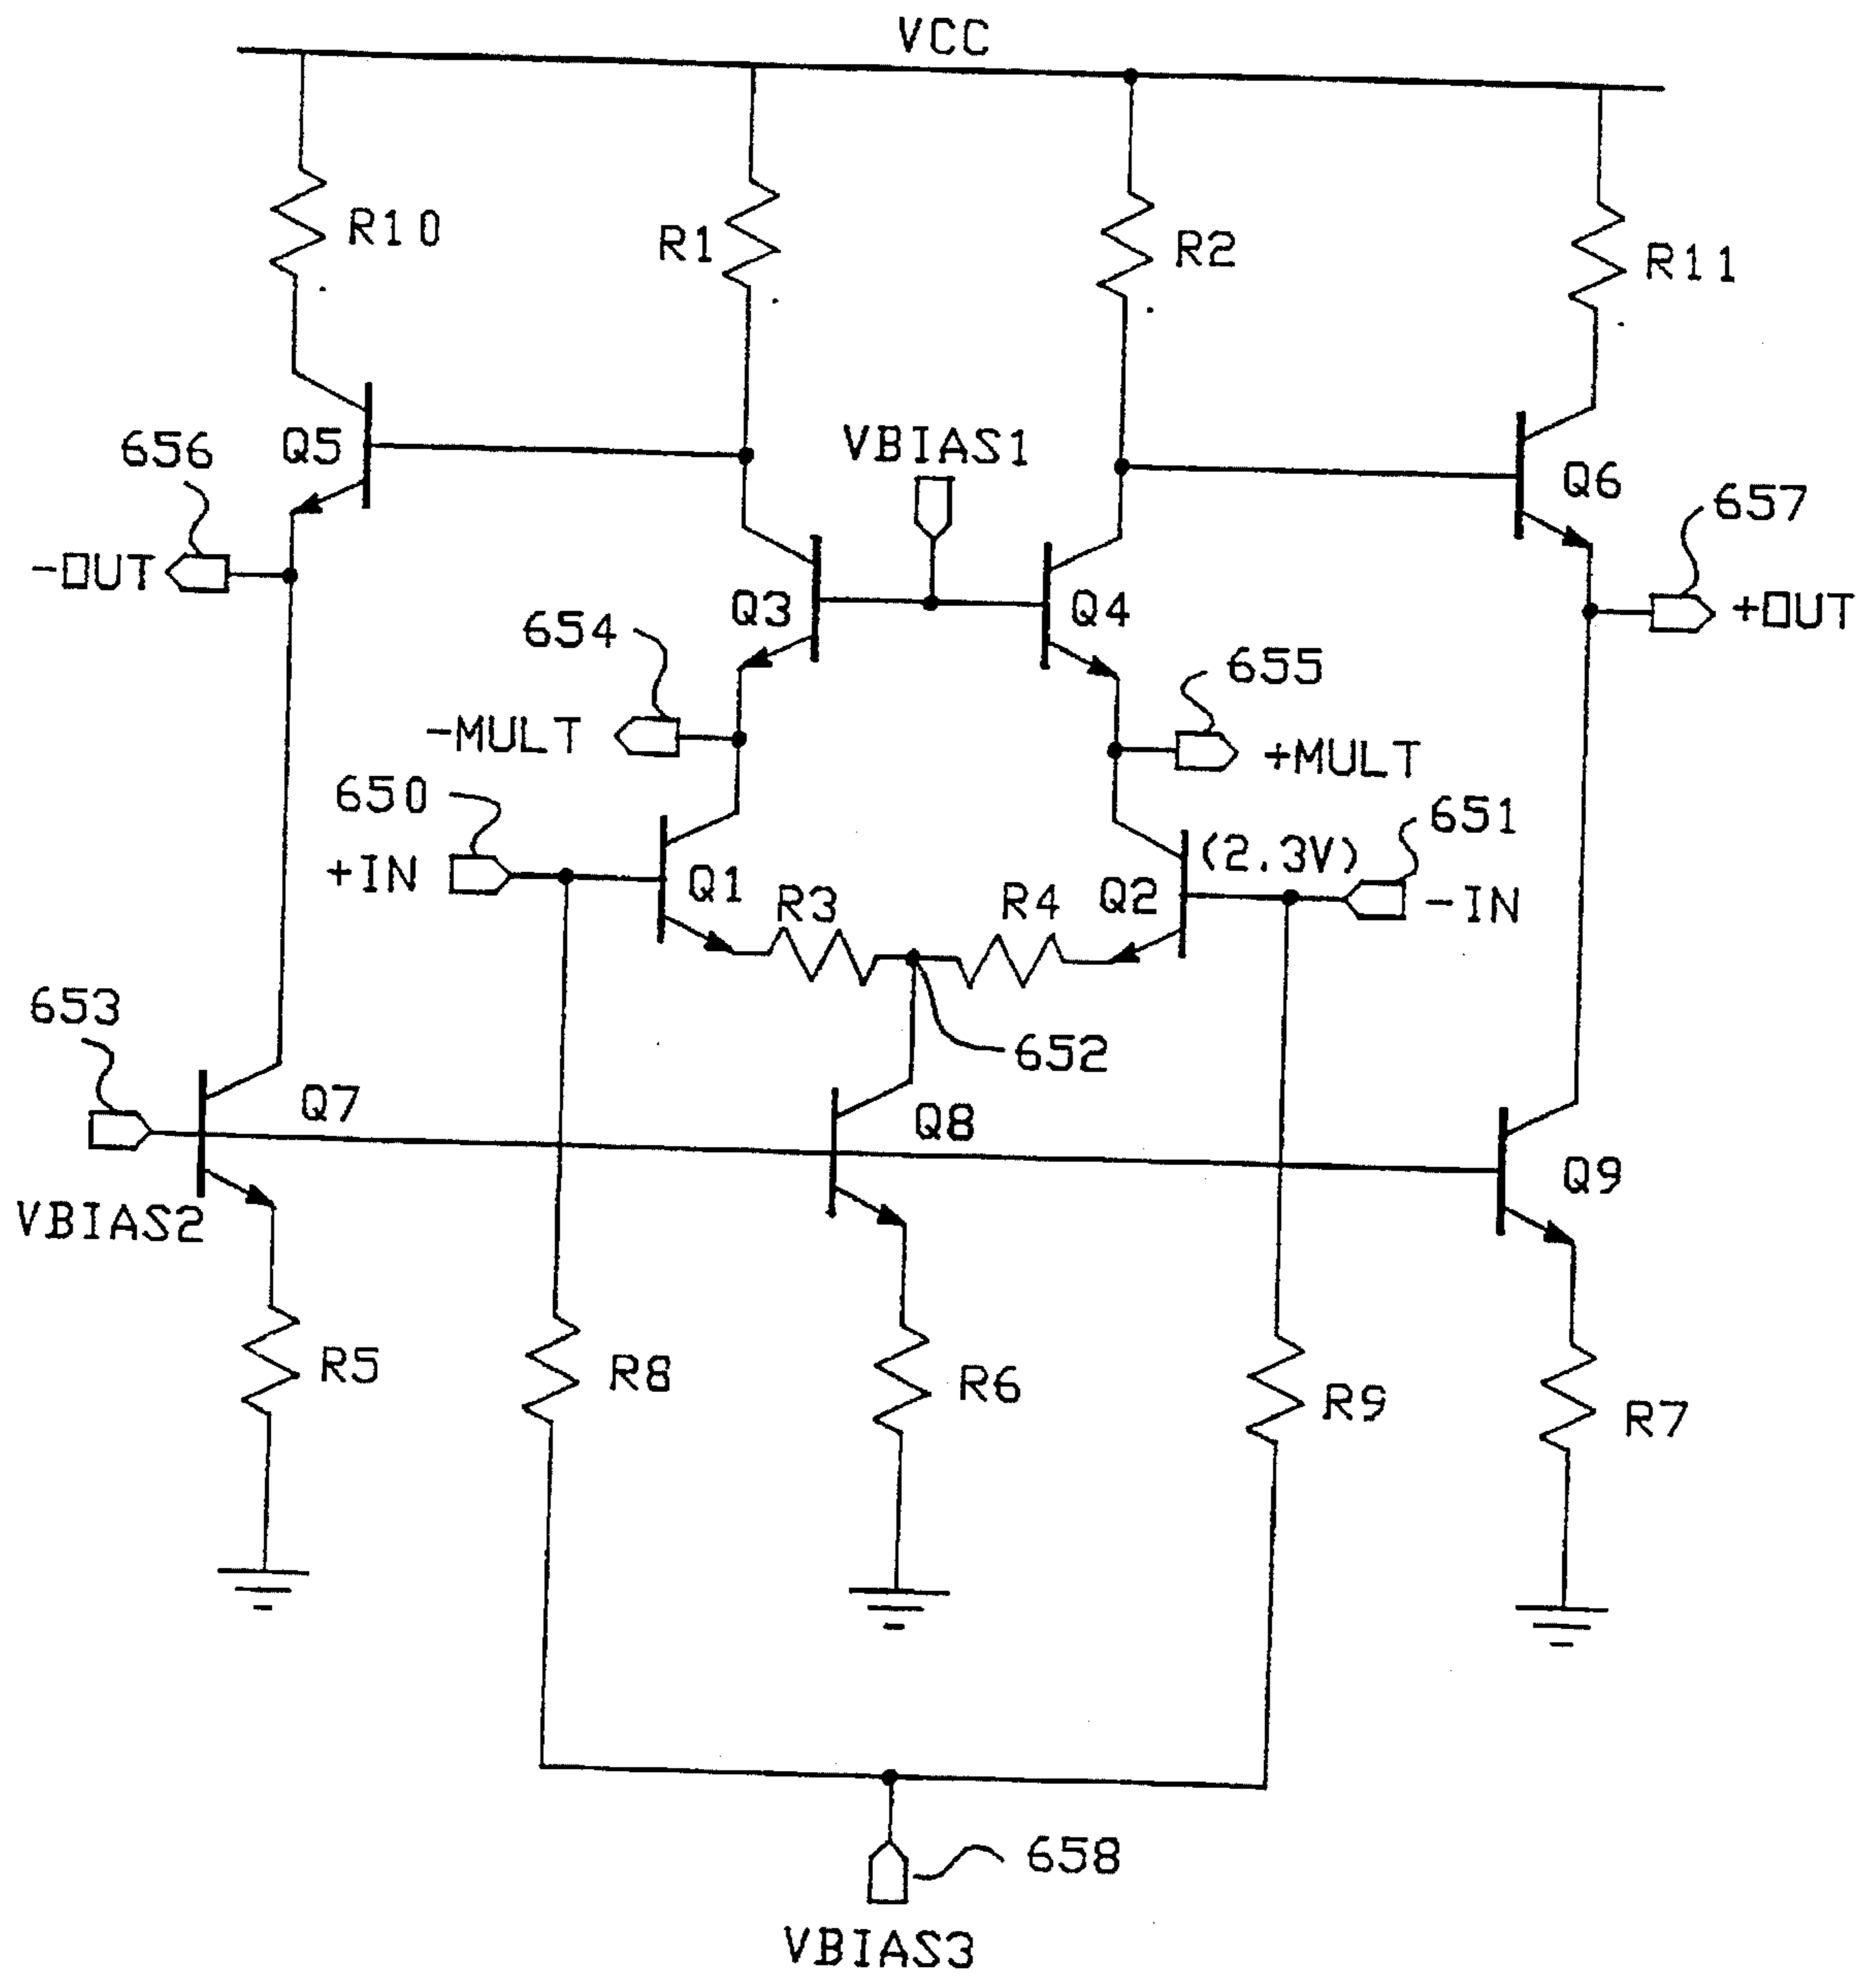 VCC
R10
R1
R2
R11
656
Q5
VBIAS1
Q6
657
-OUT
654
Q3
Q4
655
+OUT
-MULT
+MULT
650
651
+IN
Q1
R3
R4
Q2
(2.3V)
-IN
653
652
Q7
Q8
Q9
VBIAS2
R5
R8
R6
R9
R7
658
VBIAS3